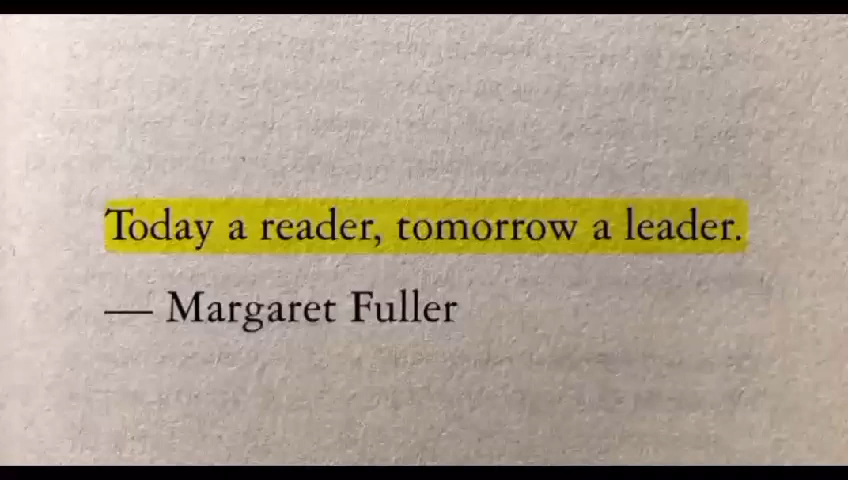 Today a reader, tomorrow a leader.
— Margaret Fuller